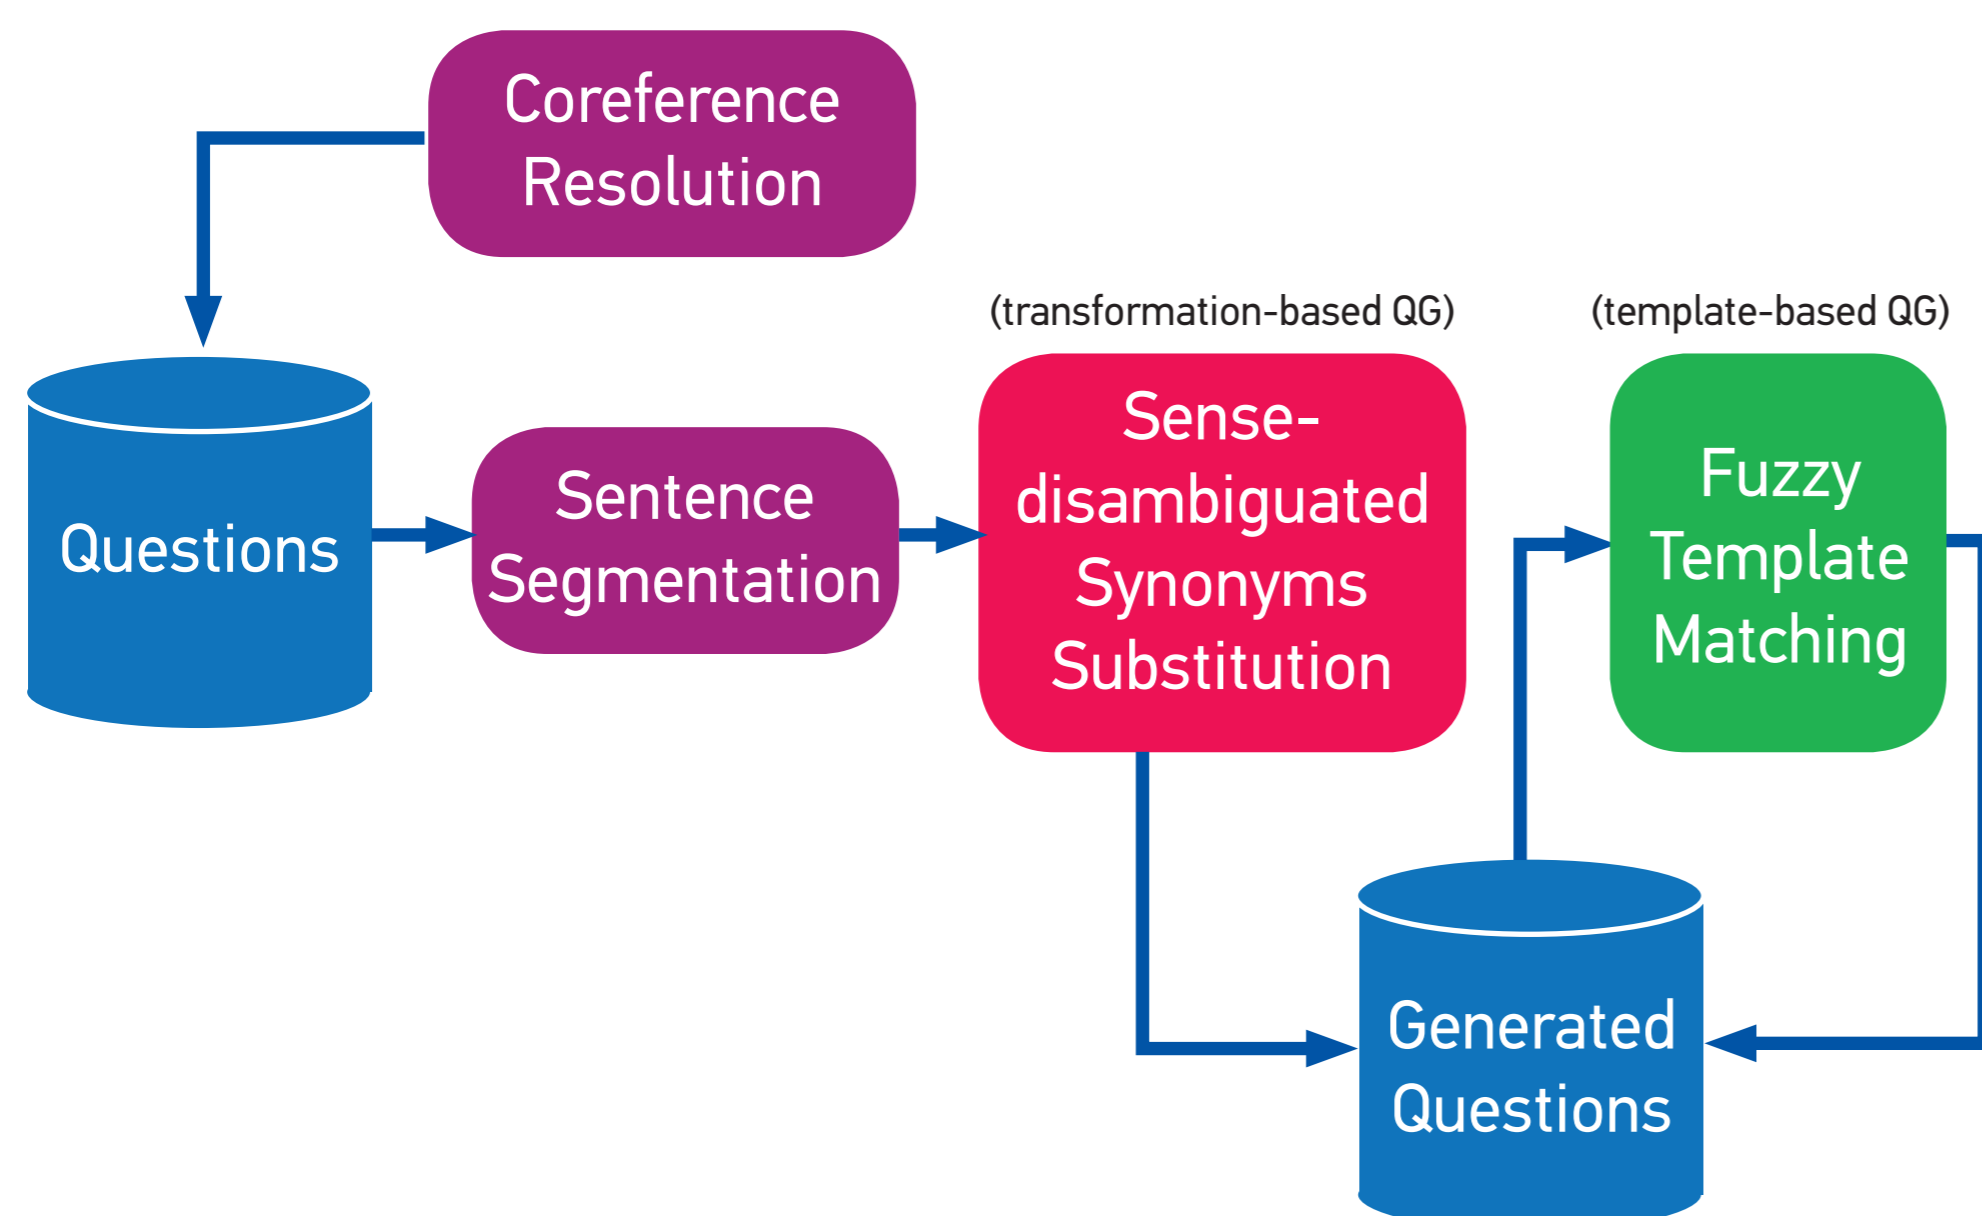 Coreference
Resolution
(transformation-based QG)
(template-based QG)
Questions
Sentence
Segmentation
Sense-
disambiguated
Synonyms
Substitution
Fuzzy
Template
Matching
Generated
Questions